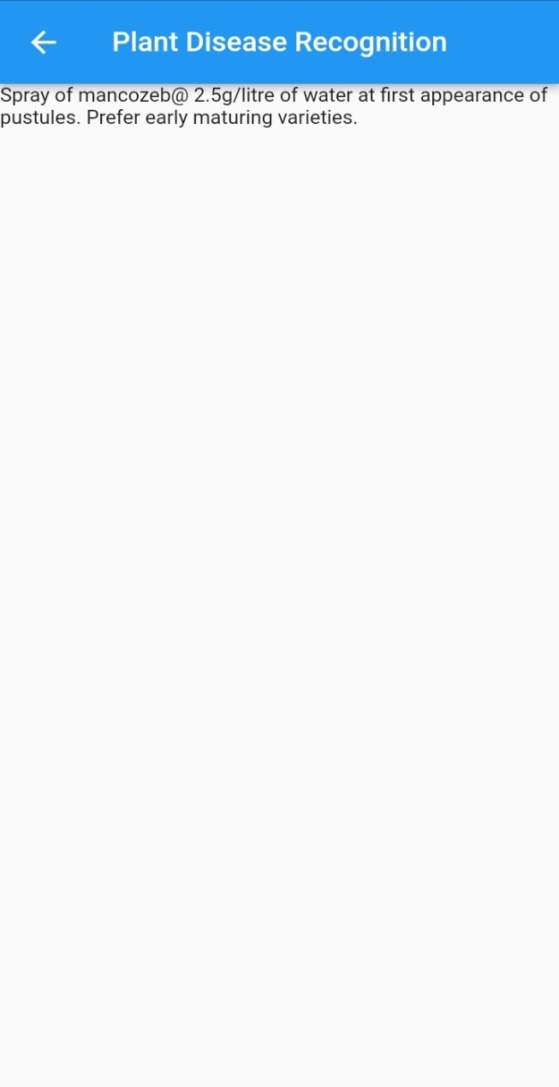 Plant Disease Recognition
Spray of mancozeb@ 2.5g/litre of water at first appearance of
pustules. Prefer early maturing varieties.